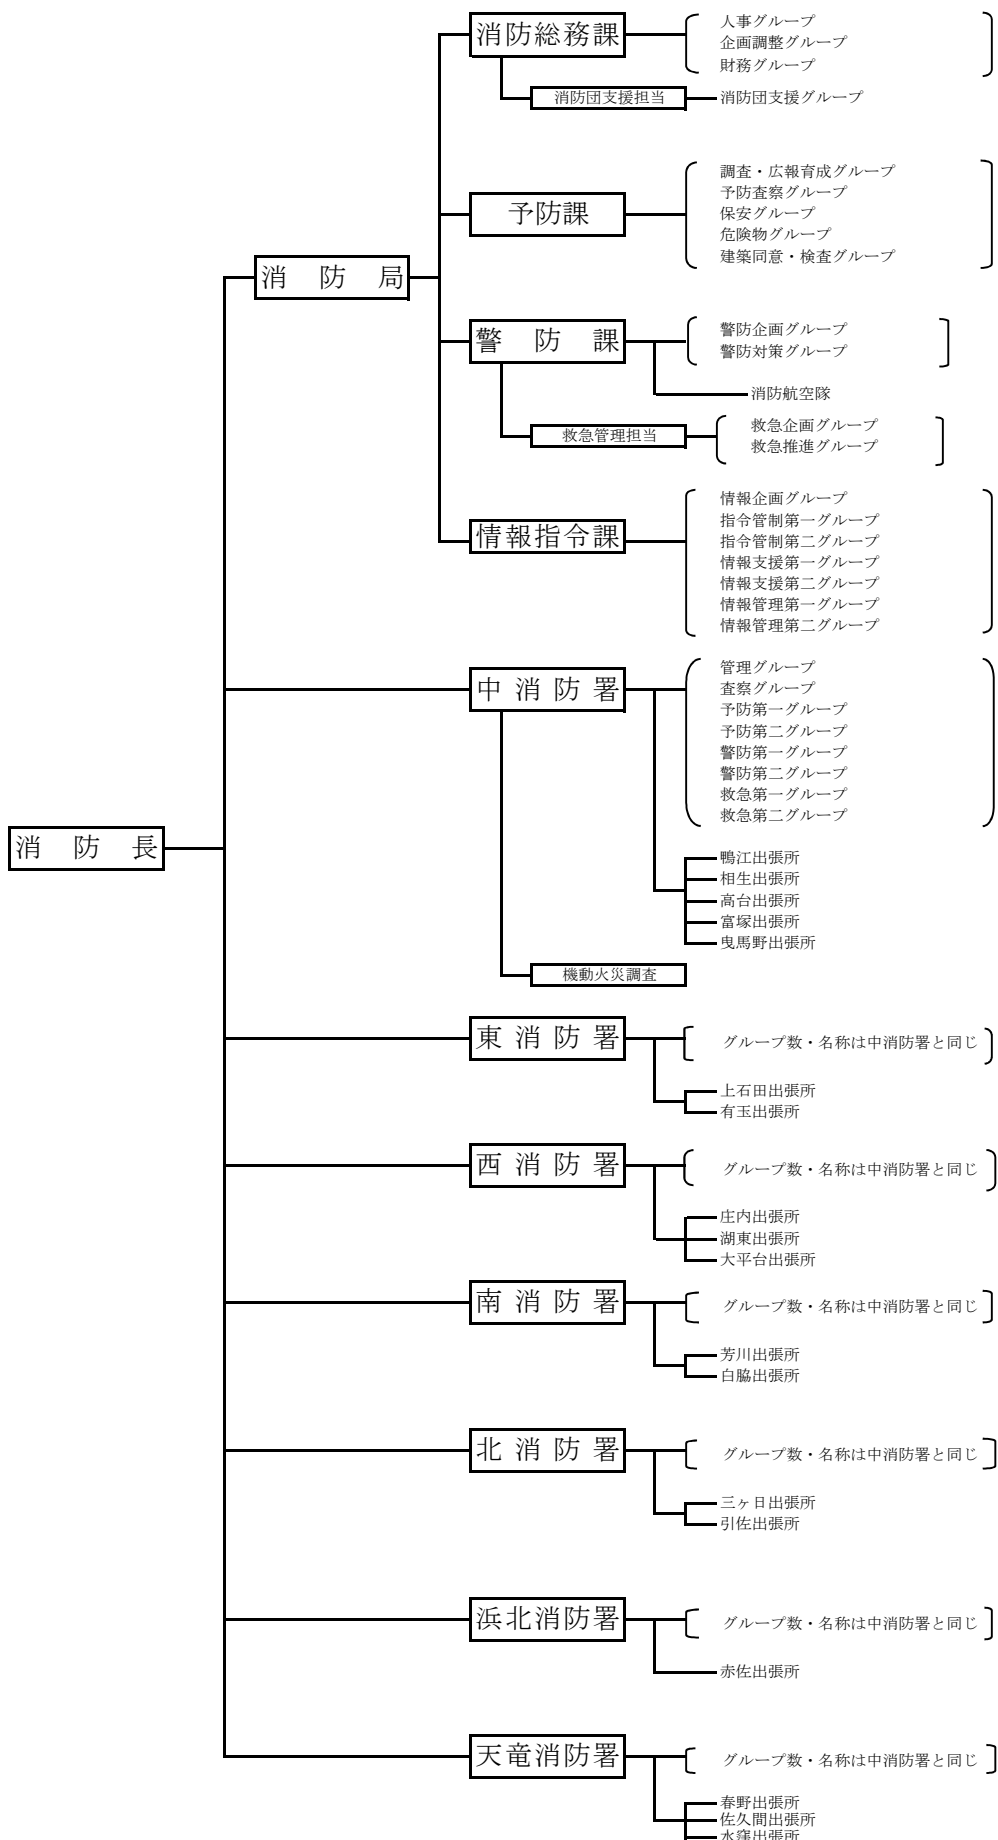 消防総務課
人事グループ
企画調整グループ
財務グループ
消防団支援担当
消防団支援グループ
予防課
調査・広報育成グループ
予防査察グループ
保安グループ
危険物グループ
建築同意・検査グループ
消防局
警防課
警防企画グループ
警防対策グループ
消防航空隊
救急管理担当
救急企画グループ
救急推進グループ
情報指令課
情報企画グループ
指令管制第一グループ
指令管制第二グループ
情報支援第一グループ
情報支援第二グループ
情報管理第一グループ
情報管理第二グループ
中消防署
管理グループ
査察グループ
予防第一グループ
予防第二グループ
警防第一グループ
警防第二グループ
救急第一グループ
救急第二グループ
消防長
鴨江出張所
相生出張所
高台出張所
富塚出張所
曳馬野出張所
機動火災調査
東消防署
グループ数・名称は中消防署と同じ
上石田出張所
有玉出張所
西消防署
グループ数・名称は中消防署と同じ
庄内出張所
湖東出張所
大平台出張所
南消防署
グループ数・名称は中消防署と同じ
芳川出張所
白脇出張所
北消防署
グループ数・名称は中消防署と同じ
三ヶ日出張所
引佐出張所
浜北消防署
グループ数・名称は中消防署と同じ
赤佐出張所
天竜消防署
グループ数・名称は中消防署と同じ
春野出張所
佐久間出張所
水窪出張所